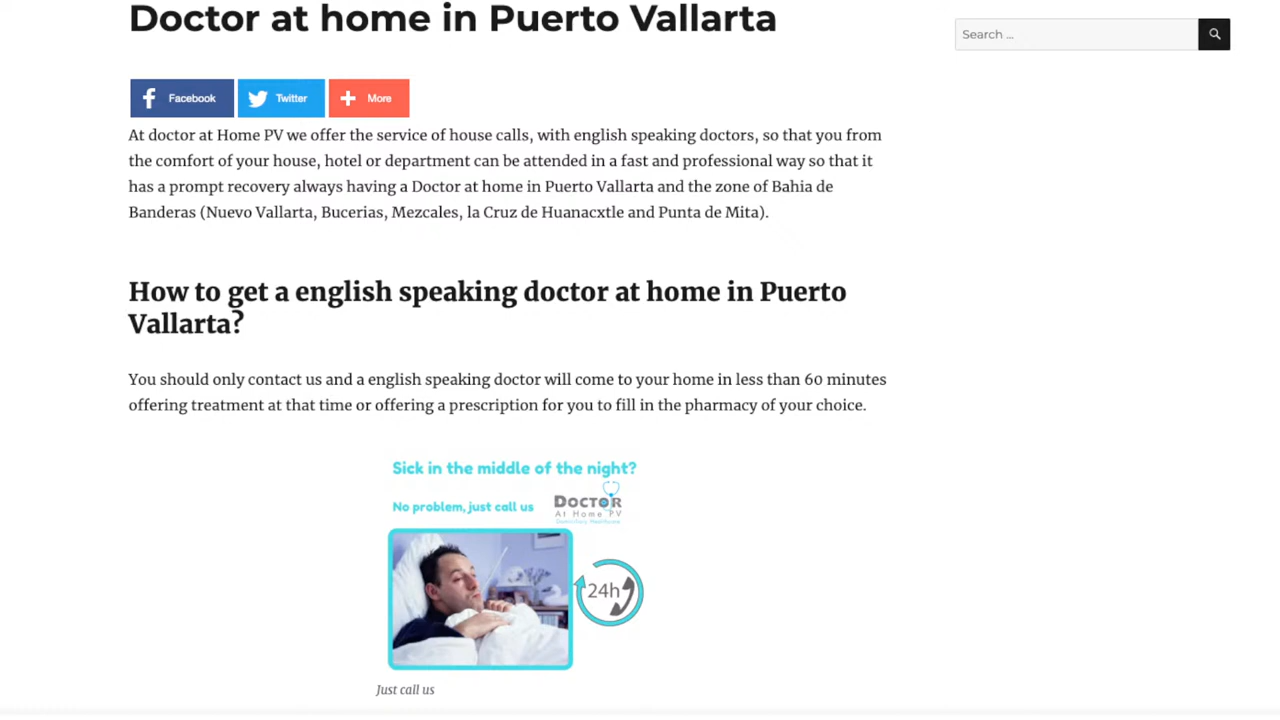 Doctor at home in Puerto Vallarta
Search ...
Facebook
Twitter
More
At doctor at Home PV we offer the service of house calls, with english speaking doctors, so that you from
the comfort of your house, hotel or department can be attended in a fast and professional way so that it
has a prompt recovery always having a Doctor at home in Puerto Vallarta and the zone of Bahia de
Banderas (Nuevo Vallarta, Bucerias, Mezcales, la Cruz de Huanacxtle and Punta de Mita).
How to get a english speaking doctor at home in Puerto
Vallarta?
You should only contact us and a english speaking doctor will come to your home in less than 60 minutes
offering treatment at that time or offering a prescription for you to fill in the pharmacy of your choice.
Sick in the middle of the night?
No problem, just call us
Doctor
At Home PV
24h
Just call us